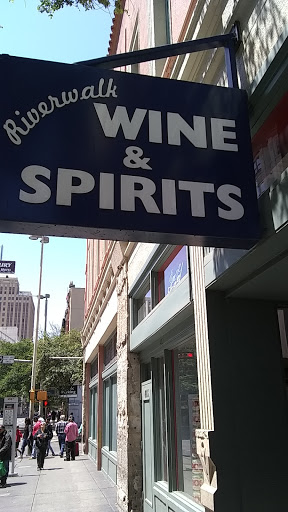 Riverwalk
WINE
&
SPIRITS